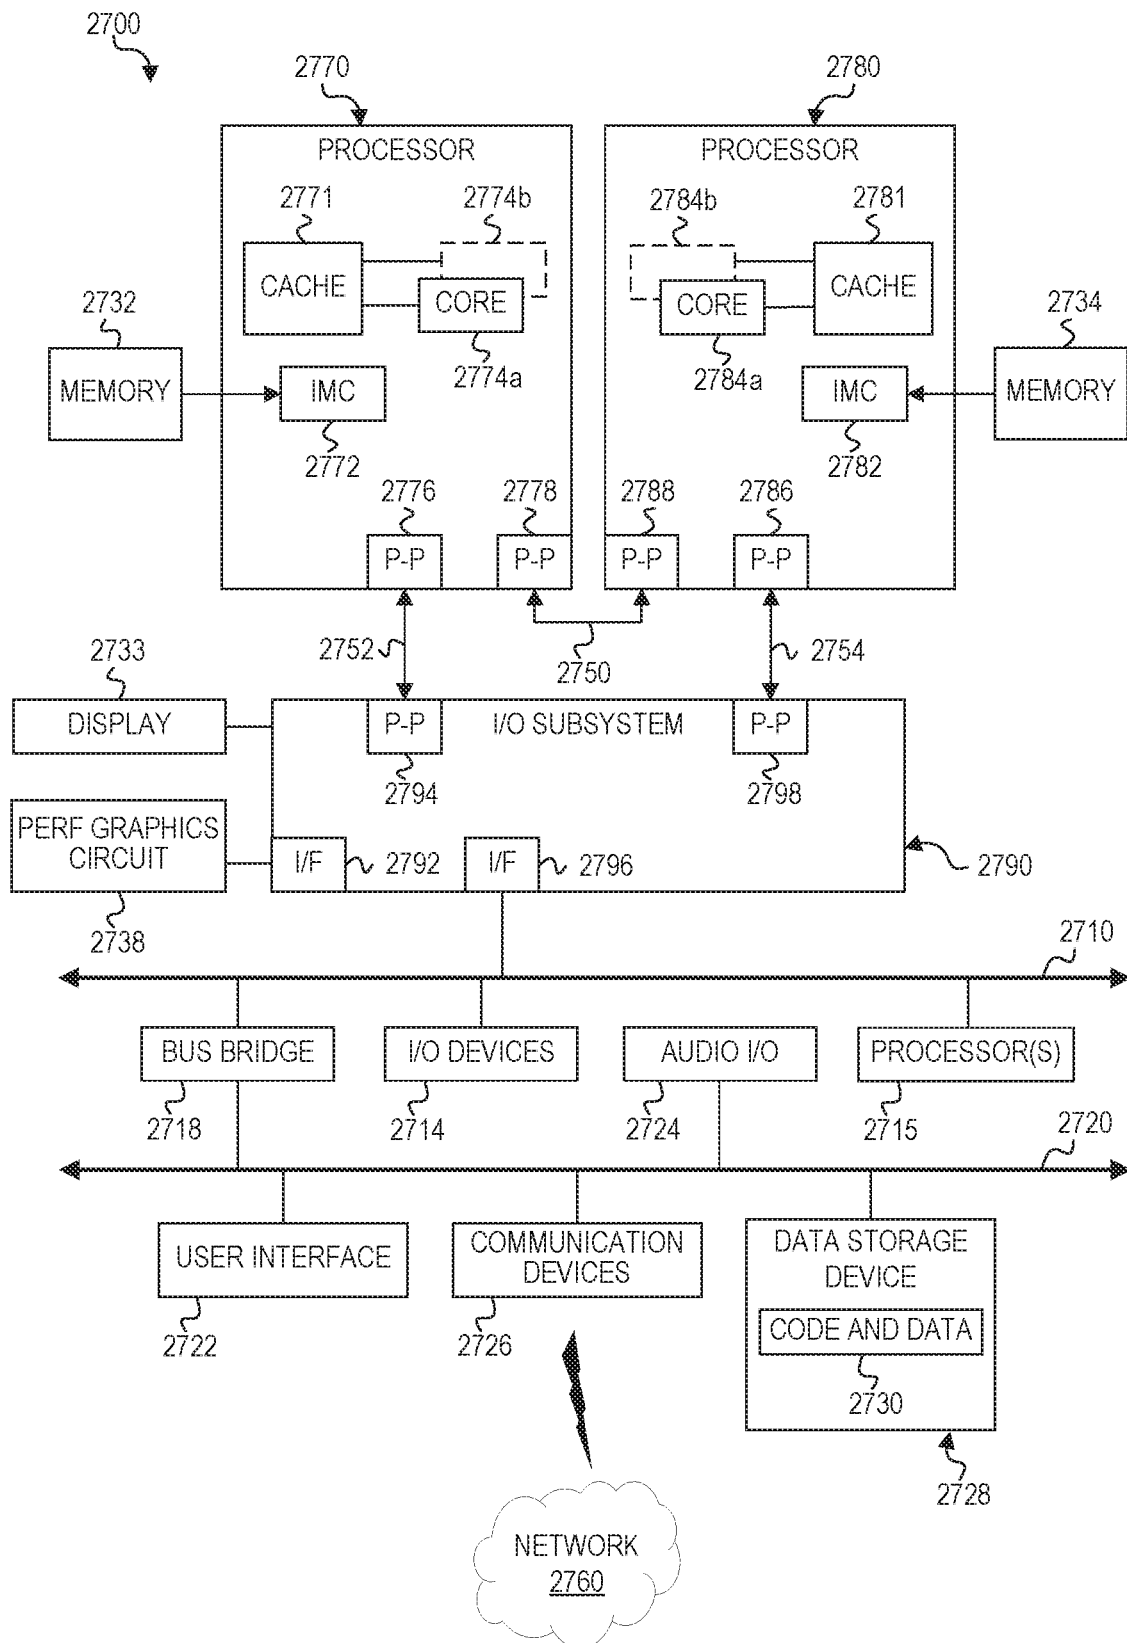 2700
2770
2780
PROCESSOR
PROCESSOR
2771
2774b
2784b
2781
CACHE
CORE
CORE
CACHE
2732
2734
2774a
2784a
MEMORY
IMC
IMC
MEMORY
2772
2782
2776
2778
2788
2786
P-P
P-P
P-P
P-P
2752
2750
2754
2733
DISPLAY
P-P
I/O SUBSYSTEM
P-P
2794
2798
PERF GRAPHICS
CIRCUIT
I/F
2792
I/F
2796
2790
2738
2710
BUS BRIDGE
I/O DEVICES
AUDIO I/O
PROCESSOR(S)
2718
2714
2724
2715
2720
USER INTERFACE
COMMUNICATION
DEVICES
DATA STORAGE
DEVICE
CODE AND DATA
2722
2726
2730
2728
NETWORK
2760